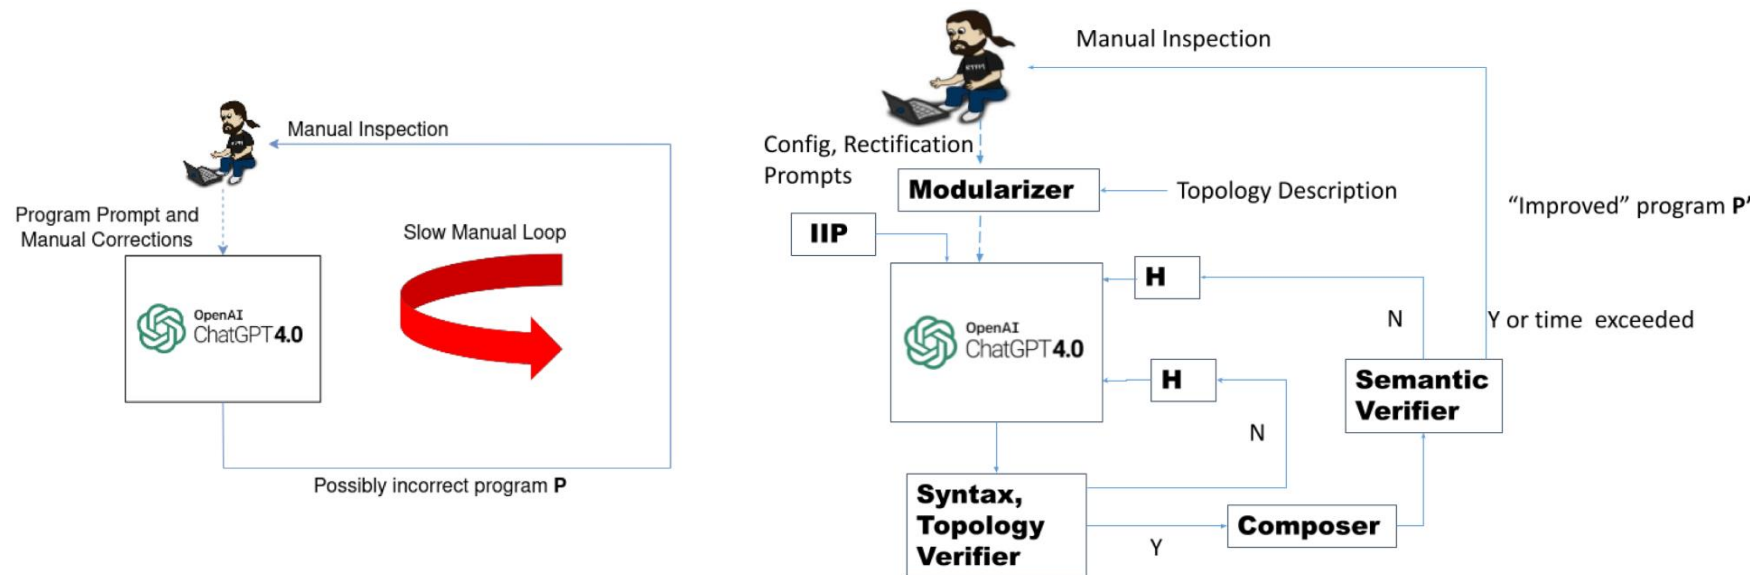 Manual Inspection
Program Prompt and
Manual Corrections
Slow Manual Loop
OpenAI
ChatGPT4.0
Possibly incorrect program P
Manual Inspection
Config, Rectification
Prompts
Modularizer
Topology Description
"Improved" program P'
IIP
H
OpenAI
ChatGPT4.0
N
Y or time exceeded
H
Semantic
Verifier
N
Syntax,
Topology
Verifier
Composer
Y